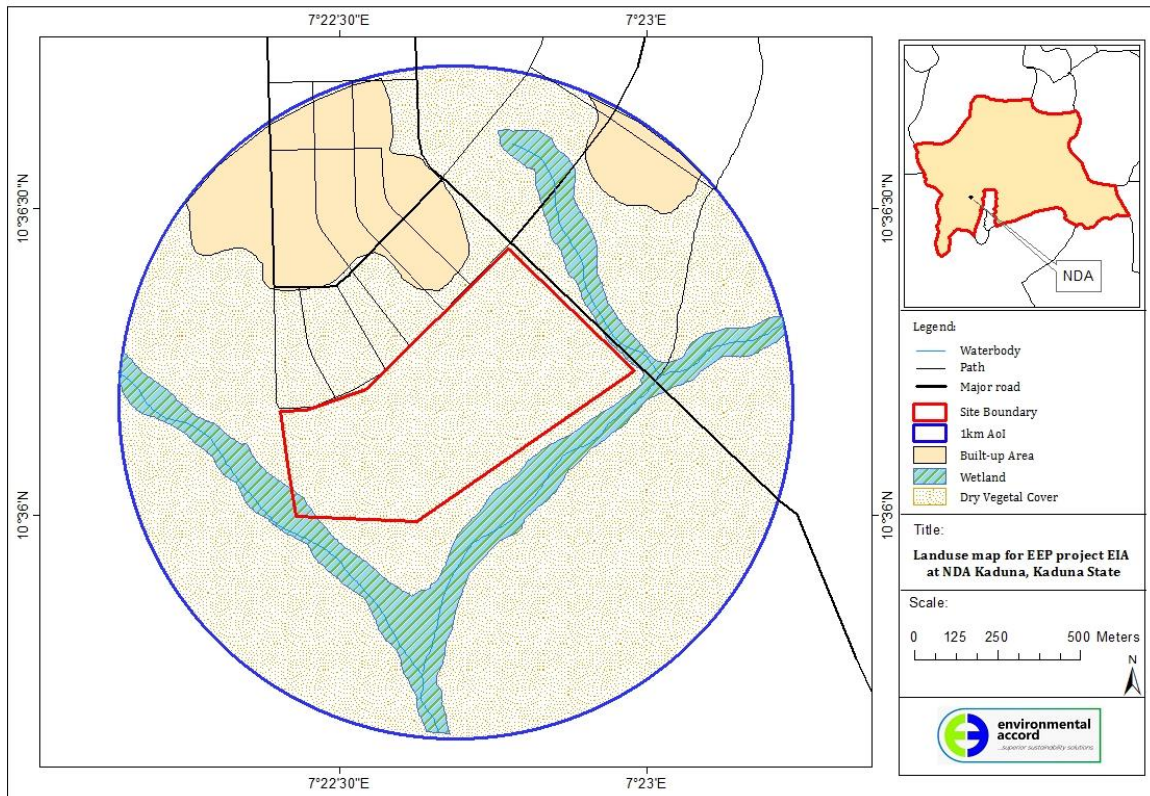 7°22'30"E 7°23'E
10°36'30"N 10°36'30"N
10°36'N 10°36'N
7°22'30"E 7°23'E
NDA
Legend:
Waterbody
Path
Major road
Site Boundary
1km AoI
Built-up Area
Wetland
Dry Vegetal Cover
Title:
Landuse map for EEP project EIA
at NDA Kaduna, Kaduna State
Scale:
0 125 250 500 Meters
N
environmental
accord
...superior sustainability solutions